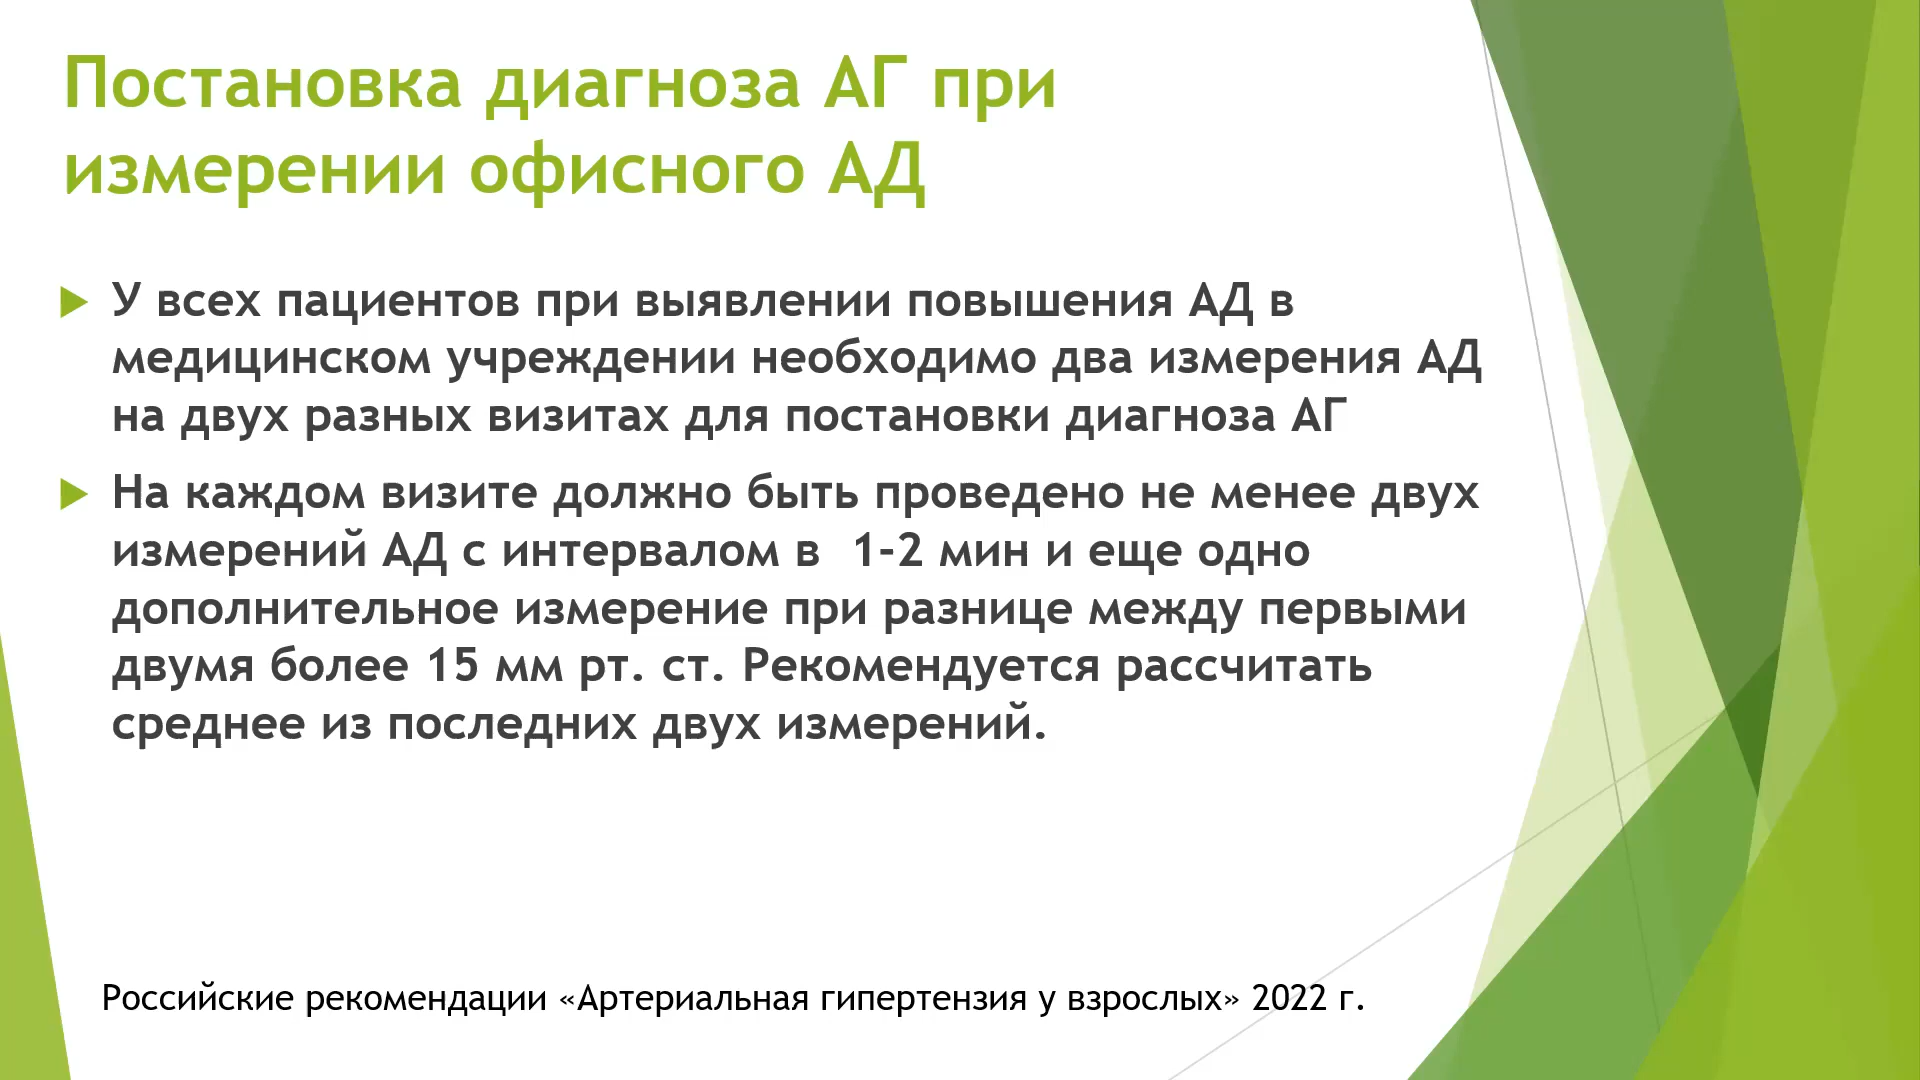 Постановка диагноза АГ при
измерении офисного АД
У всех пациентов при выявлении повышения АД в
медицинском учреждении необходимо два измерения АД
на двух разных визитах для постановки диагноза АГ
На каждом визите должно быть проведено не менее двух
измерений АД с интервалом в  1-2 мин и еще одно
дополнительное измерение при разнице между первыми
двумя более 15 мм рт. ст. Рекомендуется рассчитать
среднее из последних двух измерений.
Российские рекомендации «Артериальная гипертензия у взрослых» 2022 г.